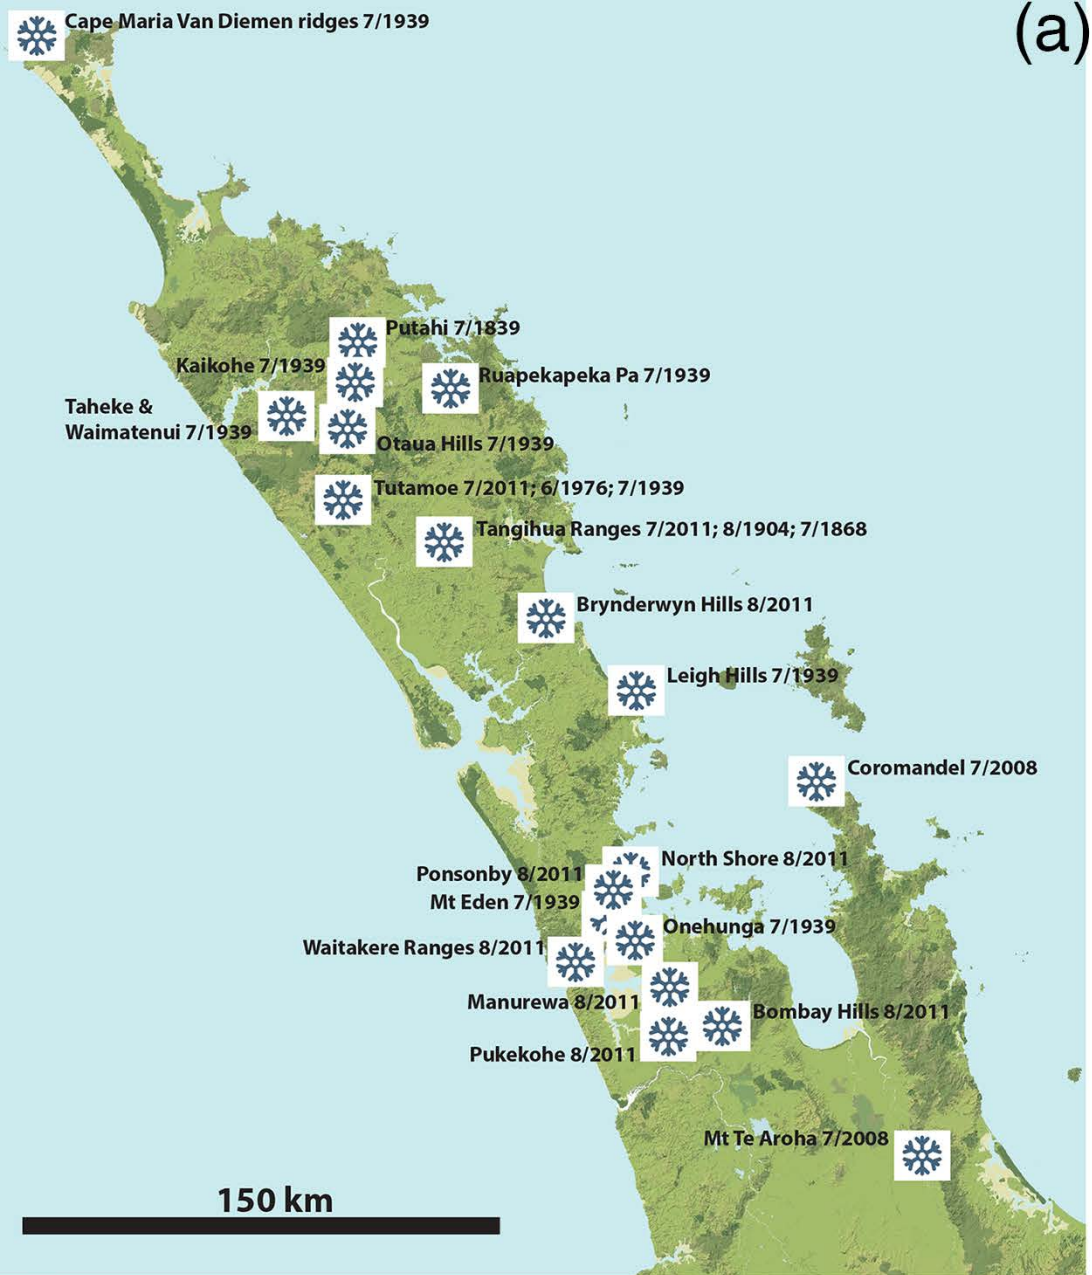 Cape Maria Van Diemen ridges 7/1939
(a)
Putahi 7/1839
Kaikohe 7/1939
Ruapekapeka Pa 7/1939
Taheke &
Waimatenui 7/1939
Otaua Hills 7/1939
Tutamoe 7/2011; 6/1976; 7/1939
Tangihua Ranges 7/2011; 8/1904; 7/1868
Brynderwyn Hills 8/2011
Leigh Hills 7/1939
Coromandel 7/2008
North Shore 8/2011
Ponsonby 8/2011
Mt Eden 7/1939
Onehunga 7/1939
Waitakere Ranges 8/2011
Manurewa 8/2011
Bombay Hills 8/2011
Pukekohe 8/2011
Mt Te Aroha 7/2008
150 km